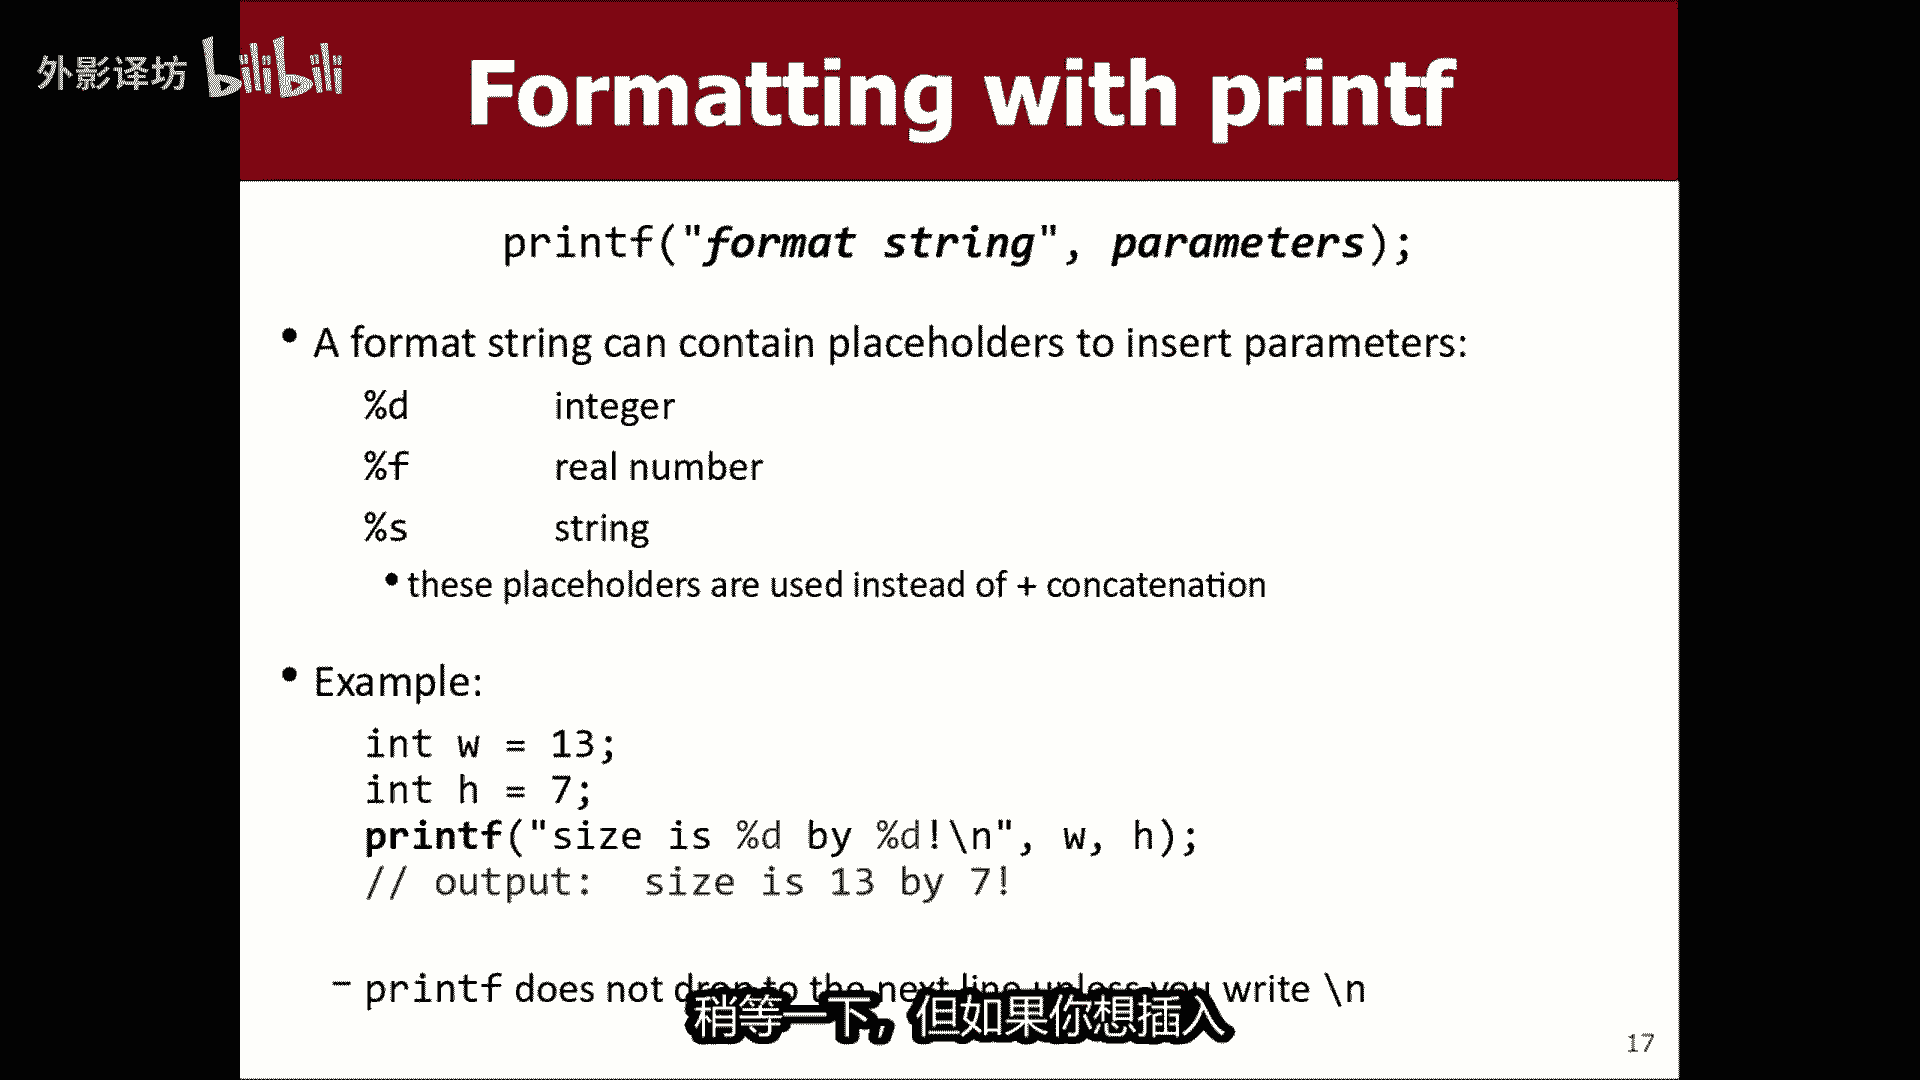 外影译坊 bilibili
Formatting with printf
printf("format string", parameters);
• A format string can contain placeholders to insert parameters:
%d integer
%f real number
%s string
• these placeholders are used instead of + concatenation
• Example:
int w = 13;
int h = 7;
printf("size is %d by %d!\n", w, h);
// output:  size is 13 by 7!
– printf does not drop to the next line unless you write \n
稍等一下，但如果你想插入
17